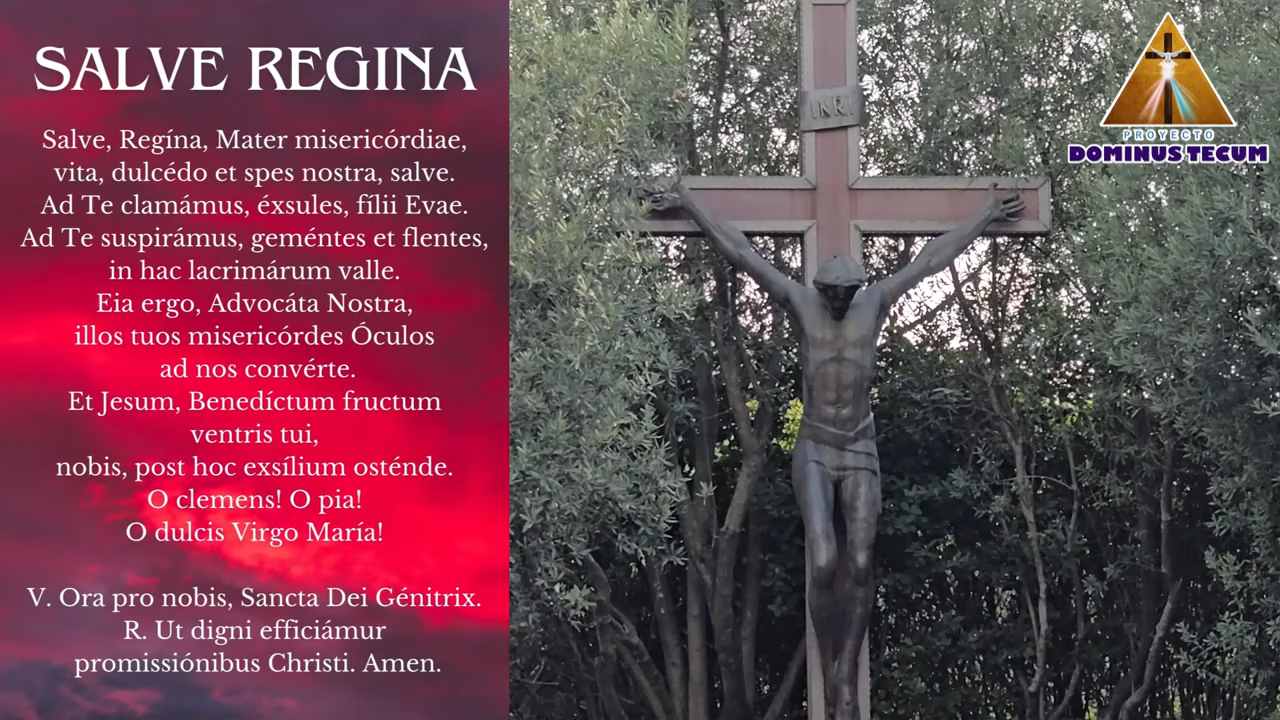 SALVE REGINA
Salve, Regína, Mater misericórdiae,
vita, dulcédo et spes nostra, salve.
Ad Te clamámus, éxsules, fílii Evae.
Ad Te suspirámus, geméntes et flentes,
in hac lacrimárum valle.
Eia ergo, Advocáta Nostra,
illos tuos misericórdes Óculos
ad nos convérte.
Et Jesum, Benedíctum fructum
ventris tui,
nobis, post hoc exsílium osténde.
O clemens! O pia!
O dulcis Virgo María!
V. Ora pro nobis, Sancta Dei Génitrix.
R. Ut digni efficiámur
promissiónibus Christi. Amen.
INRI
PROYECTO
DOMINUS TECUM